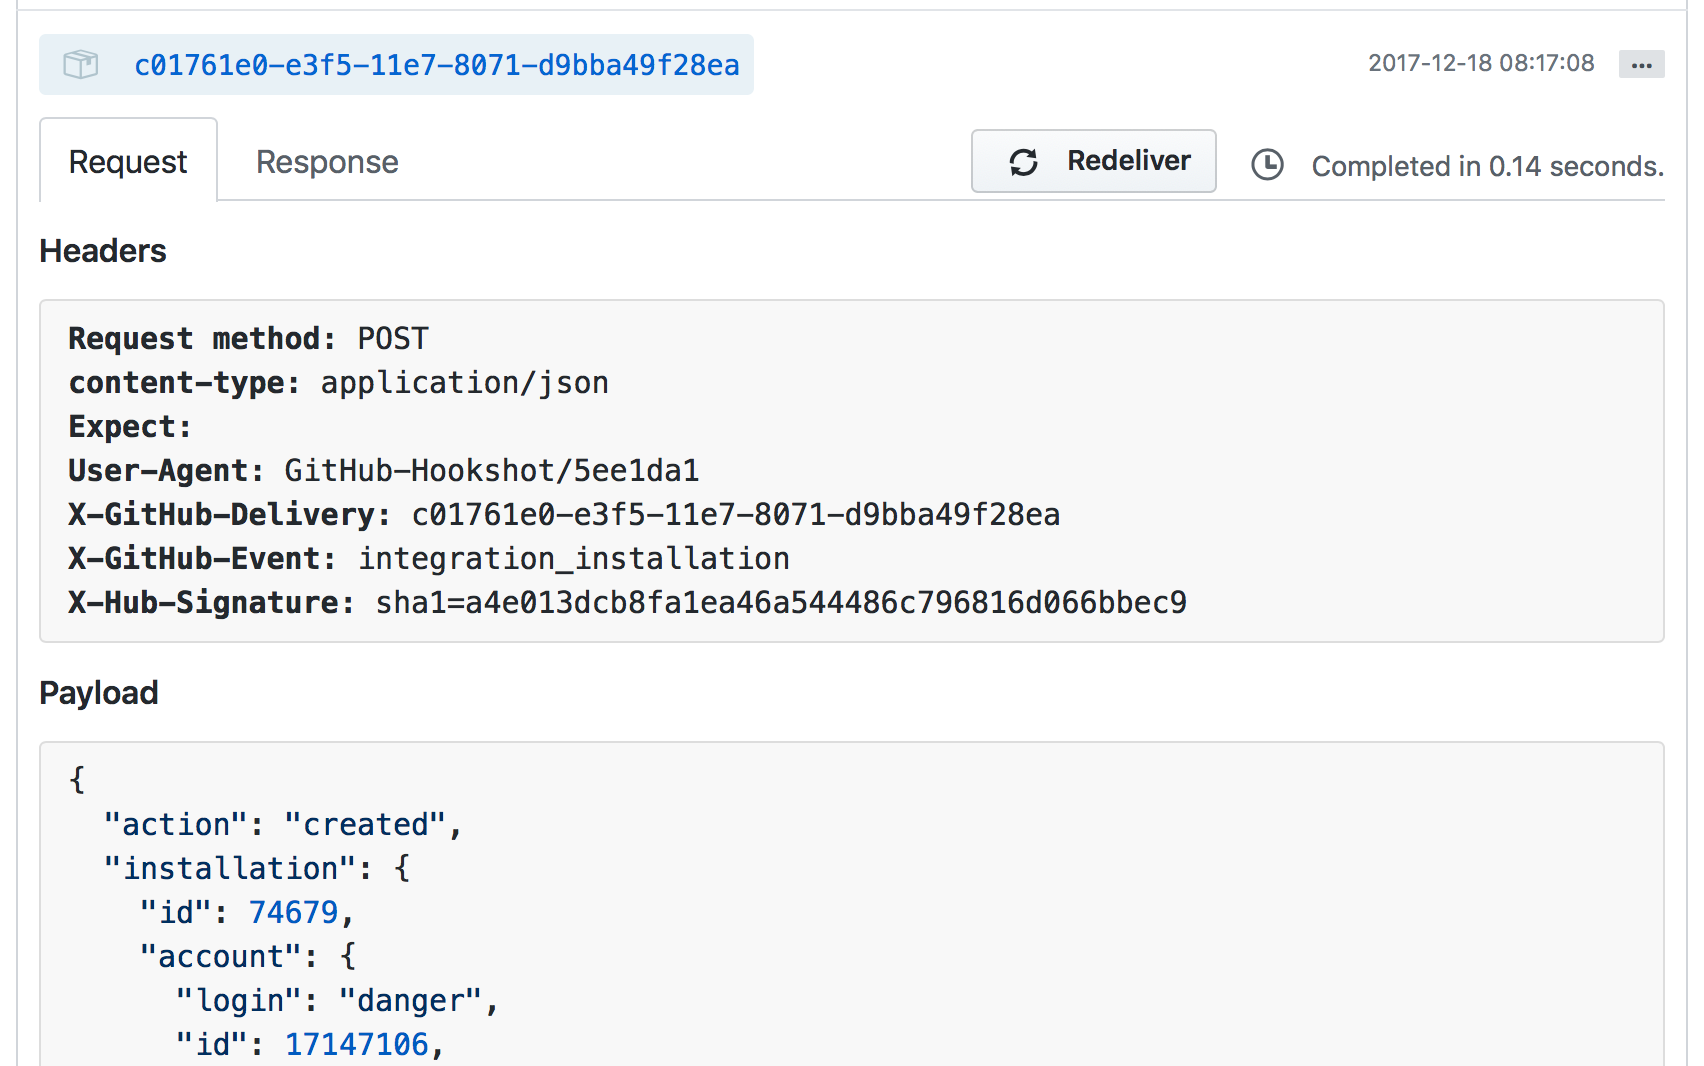 c01761e0-e3f5-11e7-8071-d9bba49f28ea
2017-12-18 08:17:08
...
Request
Response
Redeliver
Completed in 0.14 seconds.
Headers
Request method: POST
content-type: application/json
Expect:
User-Agent: GitHub-Hookshot/5ee1da1
X-GitHub-Delivery: c01761e0-e3f5-11e7-8071-d9bba49f28ea
X-GitHub-Event: integration_installation
X-Hub-Signature: sha1=a4e013dcb8fa1ea46a544486c796816d066bbec9
Payload
{
"action": "created",
"installation": {
"id": 74679,
"account": {
"login": "danger",
"id": 17147106,